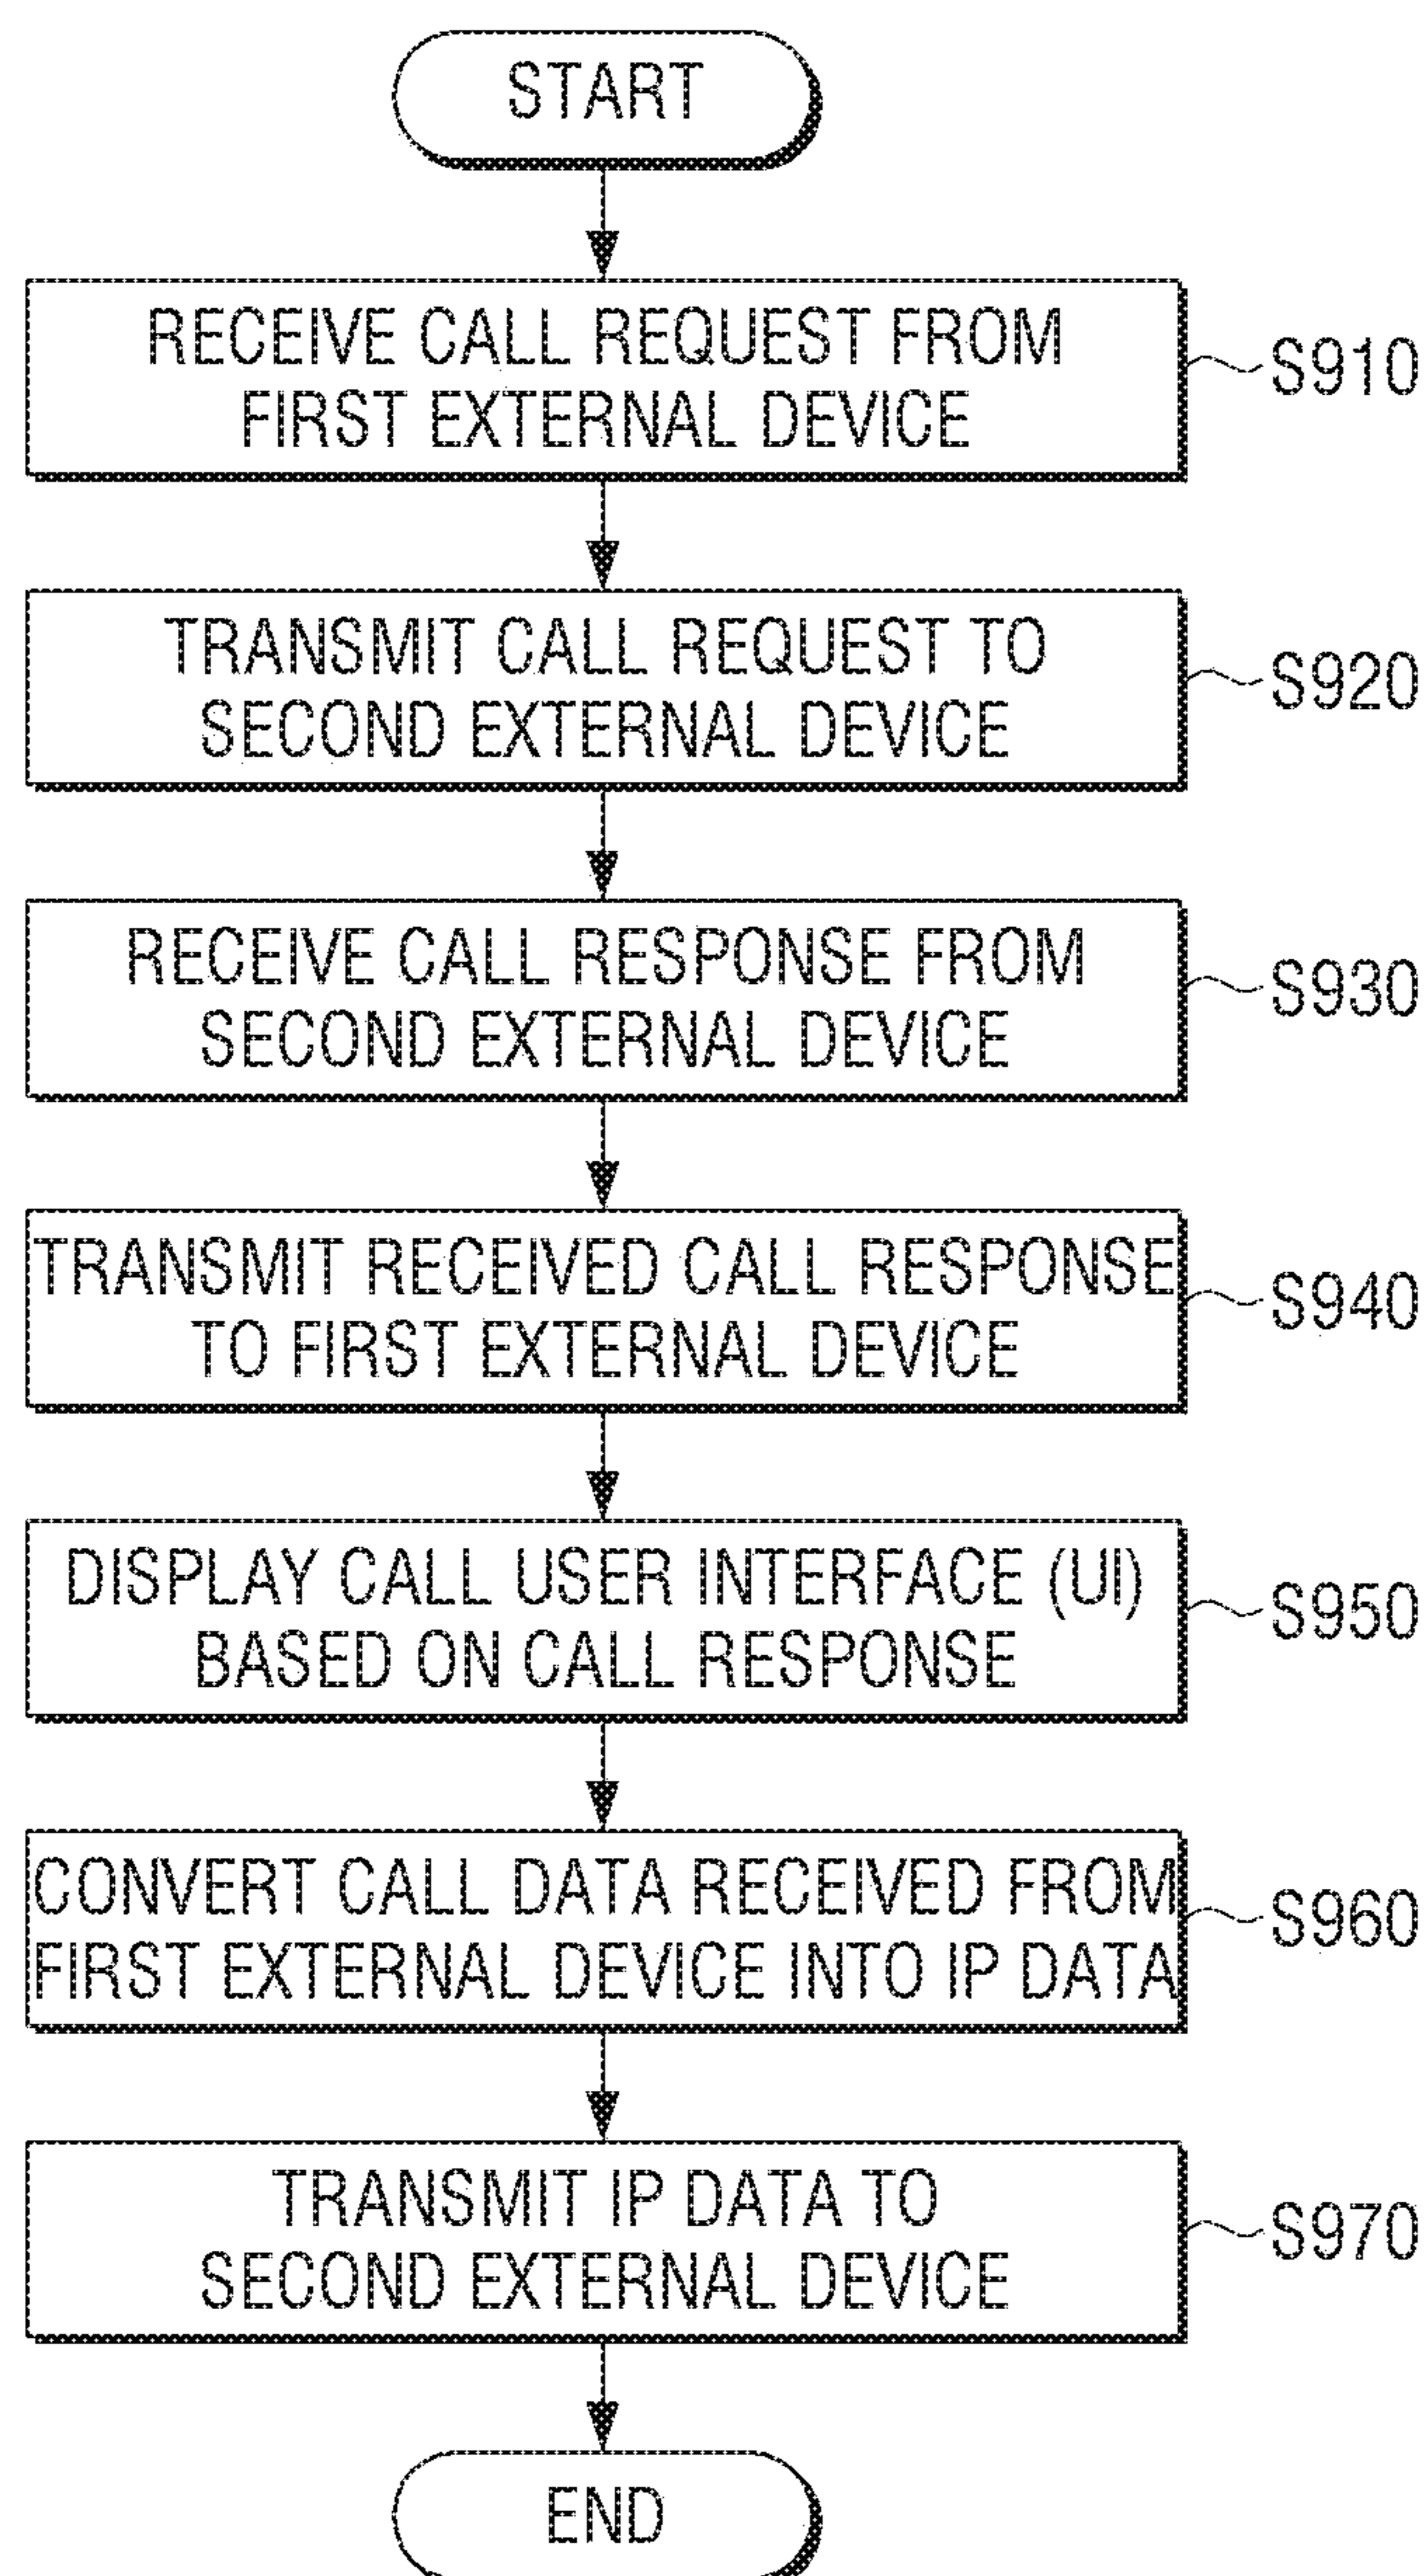 START
RECEIVE CALL REQUEST FROM
FIRST EXTERNAL DEVICE
S910
TRANSMIT CALL REQUEST TO
SECOND EXTERNAL DEVICE
S920
RECEIVE CALL RESPONSE FROM
SECOND EXTERNAL DEVICE
S930
TRANSMIT RECEIVED CALL RESPONSE
TO FIRST EXTERNAL DEVICE
S940
DISPLAY CALL USER INTERFACE (UI)
BASED ON CALL RESPONSE
S950
CONVERT CALL DATA RECEIVED FROM
FIRST EXTERNAL DEVICE INTO IP DATA
S960
TRANSMIT IP DATA TO
SECOND EXTERNAL DEVICE
S970
END